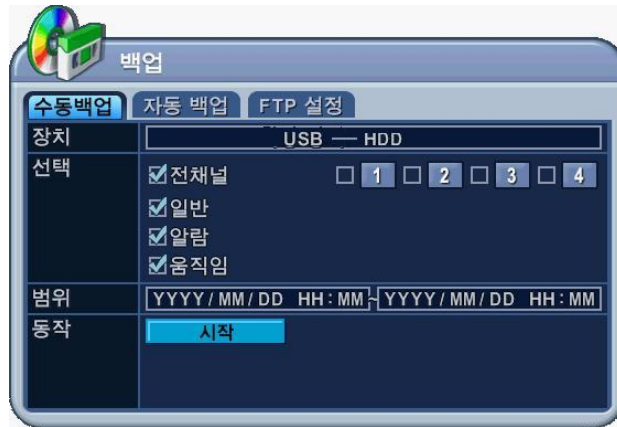 백업
수동백업 자동 백업 FTP 설정
장치 USB — HDD
선택 전채널 1 2 3 4
일반
알람
움직임
범위 YYYY / MM / DD HH : MM ~ YYYY / MM / DD HH : MM
동작 시작